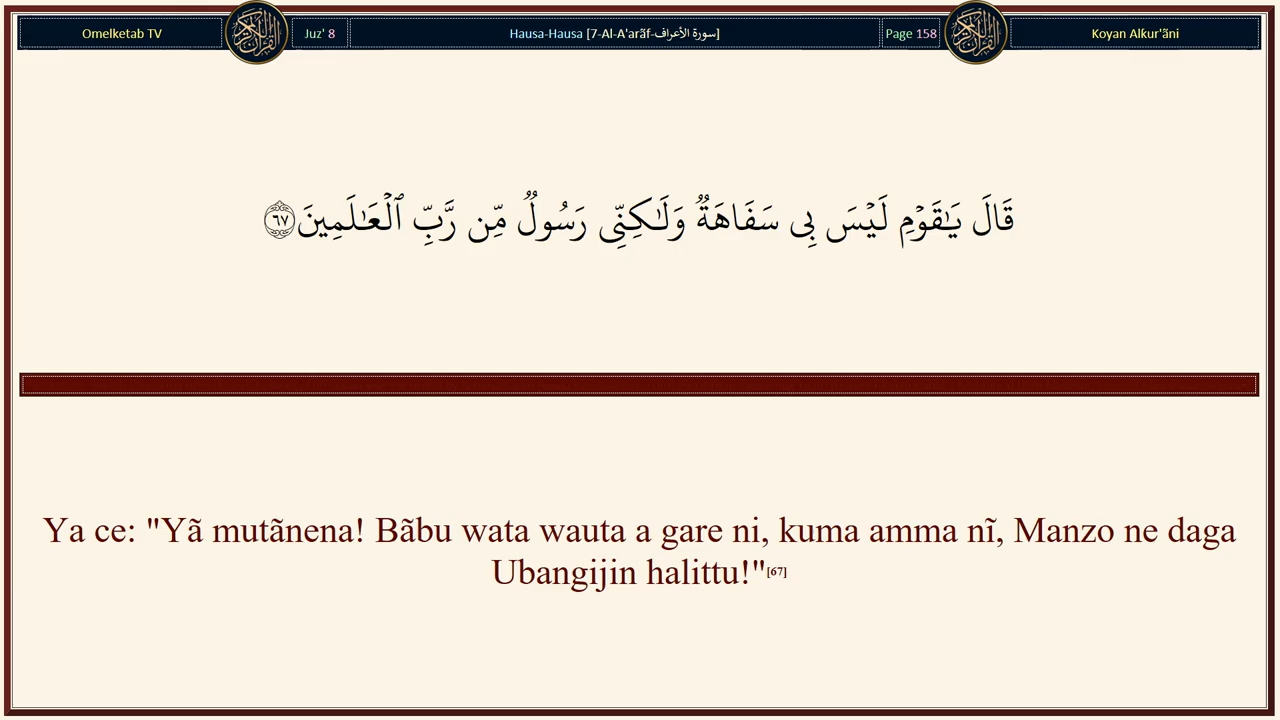 Omelketab TV
Juz' 8
Hausa-Hausa [7-Al-A'arãf-سورة الأعراف]
Page 158
Koyan Alƙur'ãni
قَالَ يَـٰقَوۡمِ لَيۡسَ بِى سَفَاهَةٌ وَلَـٰكِنِّى رَسُولٌ مِّن رَّبِّ ٱلۡعَـٰلَمِينَ ٦٧
Ya ce: "Yã mutãnena! Bãbu wata wauta a gare ni, kuma amma nĩ, Manzo ne daga
Ubangijin halittu!"[67]